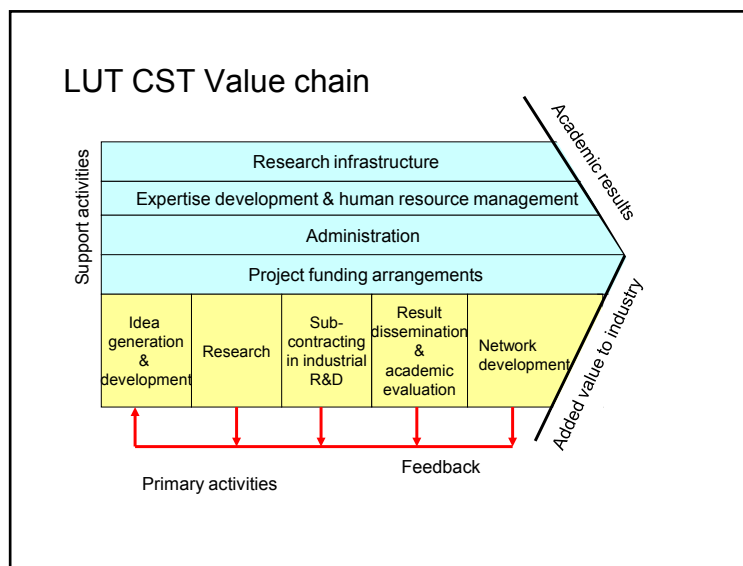 LUT CST Value chain
Support activities
Research infrastructure
Expertise development & human resource management
Administration
Project funding arrangements
Academic results
Added value to industry
Idea
generation
&
development
Research
Sub-
contracting
in industrial
R&D
Result
dissemination
&
academic
evaluation
Network
development
Feedback
Primary activities